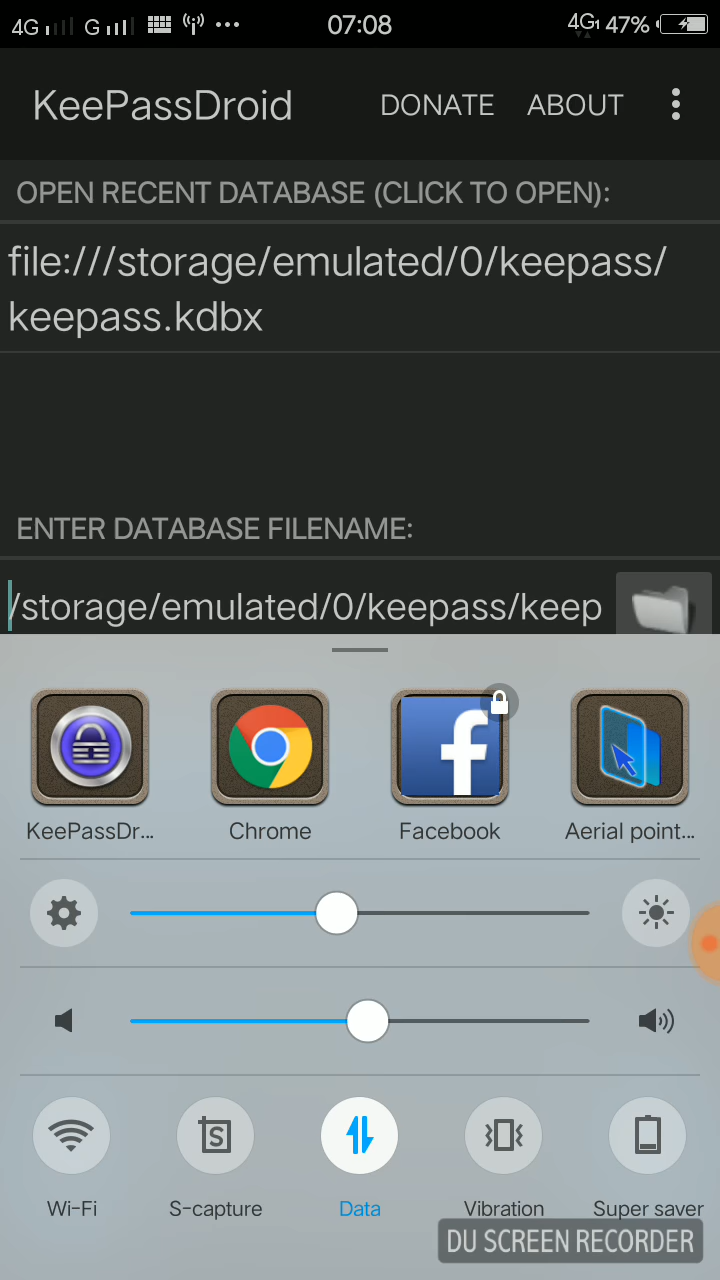 4G G 07:08 4G1 47%
KeePassDroid DONATE ABOUT
OPEN RECENT DATABASE (CLICK TO OPEN):
file:///storage/emulated/0/keepass/
keepass.kdbx
ENTER DATABASE FILENAME:
/storage/emulated/0/keepass/keep
KeePassDr... Chrome Facebook Aerial point...
Wi-Fi S-capture Data Vibration Super saver
DU SCREEN RECORDER